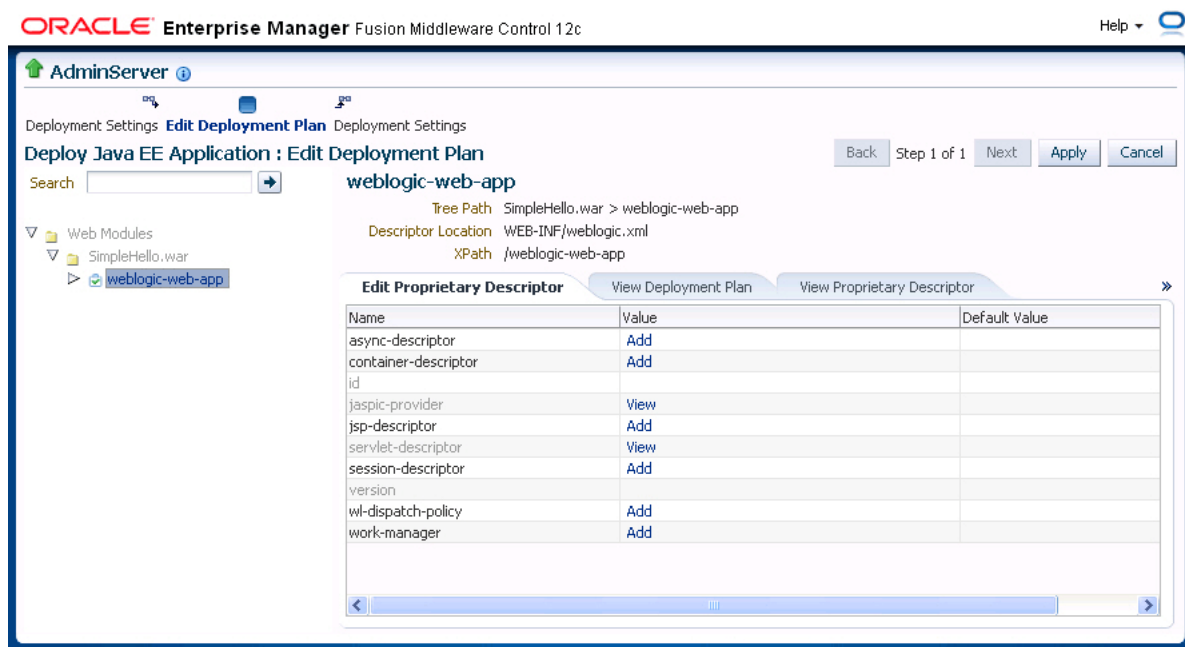 ORACLE Enterprise Manager Fusion Middleware Control 12c
Help
AdminServer
Deployment Settings Edit Deployment Plan Deployment Settings
Deploy Java EE Application : Edit Deployment Plan
Back Step 1 of 1 Next Apply Cancel
Search
Web Modules
SimpleHello.war
weblogic-web-app
weblogic-web-app
Tree Path SimpleHello.war > weblogic-web-app
Descriptor Location WEB-INF/weblogic.xml
XPath /weblogic-web-app
Edit Proprietary Descriptor View Deployment Plan View Proprietary Descriptor »
Name Value Default Value
async-descriptor Add
container-descriptor Add
id
jaspic-provider View
jsp-descriptor Add
servlet-descriptor View
session-descriptor Add
version
wl-dispatch-policy Add
work-manager Add